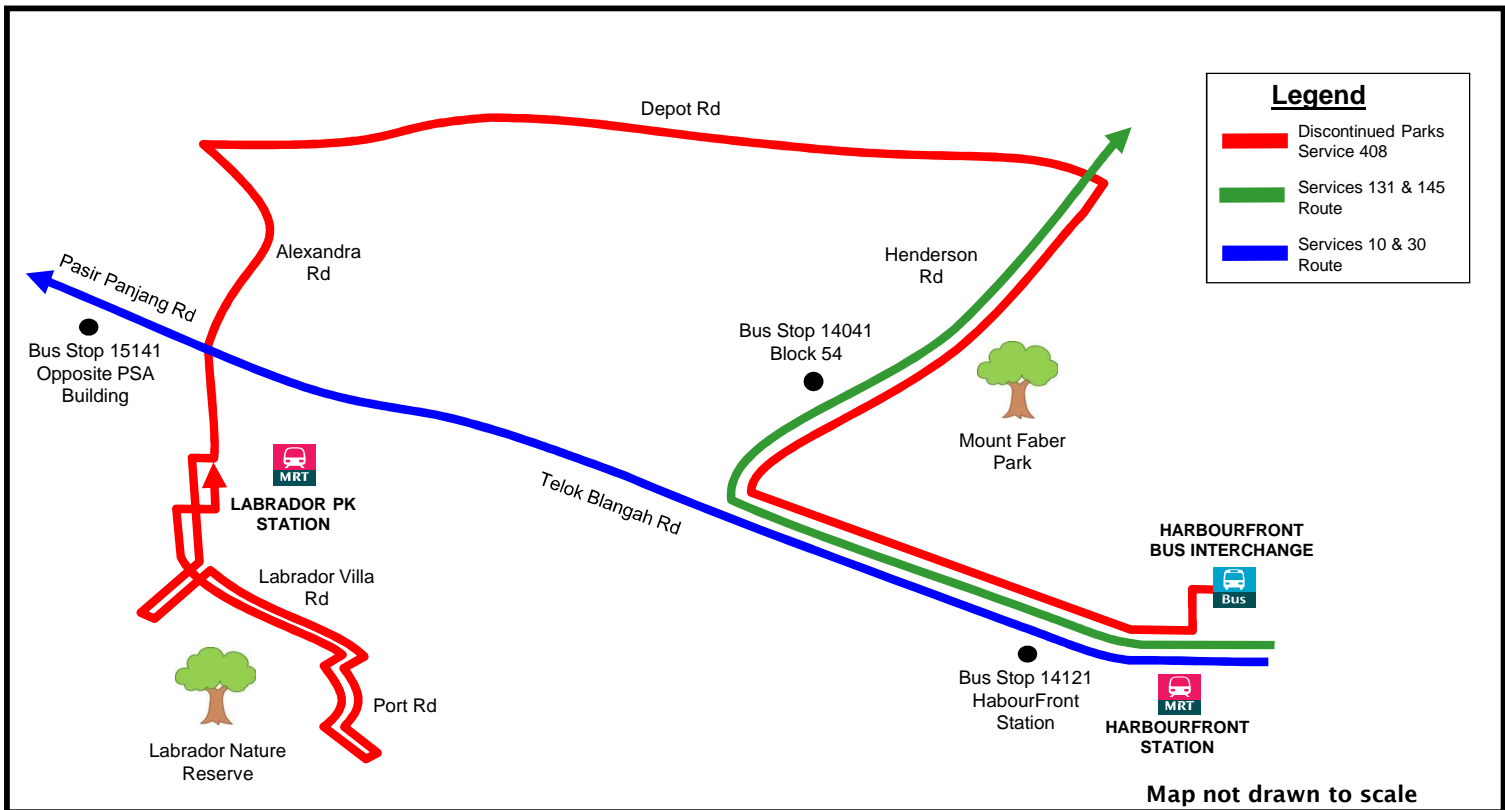 Depot Rd
Legend
Discontinued Parks
Service 408
Services 131 & 145
Route
Services 10 & 30
Route
Alexandra
Rd
Henderson
Rd
Pasir Panjang Rd
Bus Stop 15141
Opposite PSA
Building
Bus Stop 14041
Block 54
Mount Faber
Park
MRT
LABRADOR PK
STATION
Telok Blangah Rd
HARBOURFRONT
BUS INTERCHANGE
Bus
Labrador Villa
Rd
Bus Stop 14121
HabourFront
Station
MRT
HARBOURFRONT
STATION
Port Rd
Labrador Nature
Reserve
Map not drawn to scale